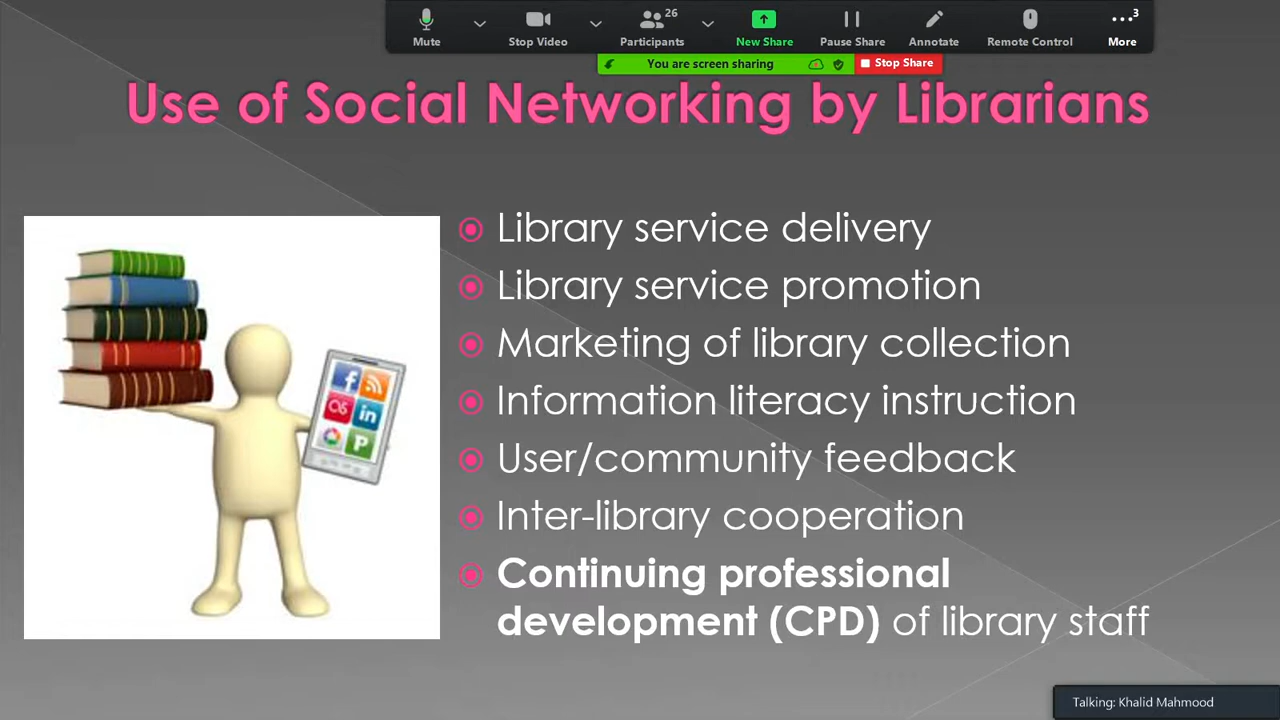 26
3
Mute
Stop Video
Participants
New Share
Pause Share
Annotate
Remote Control
More
You are screen sharing
Stop Share
Use of Social Networking by Librarians
Library service delivery
Library service promotion
Marketing of library collection
Information literacy instruction
User/community feedback
Inter-library cooperation
Continuing professional
development (CPD) of library staff
Talking: Khalid Mahmood